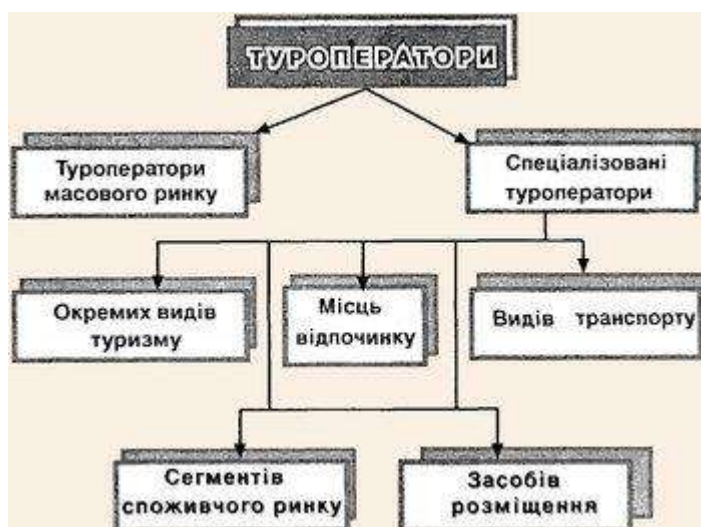 ТУРОПЕРАТОРИ
Туроператори
масового ринку
Спеціалізовані
туроператори
Окремих видів
туризму
Місць
відпочинку
Видів транспорту
Сегментів
споживчого ринку
Засобів
розміщення